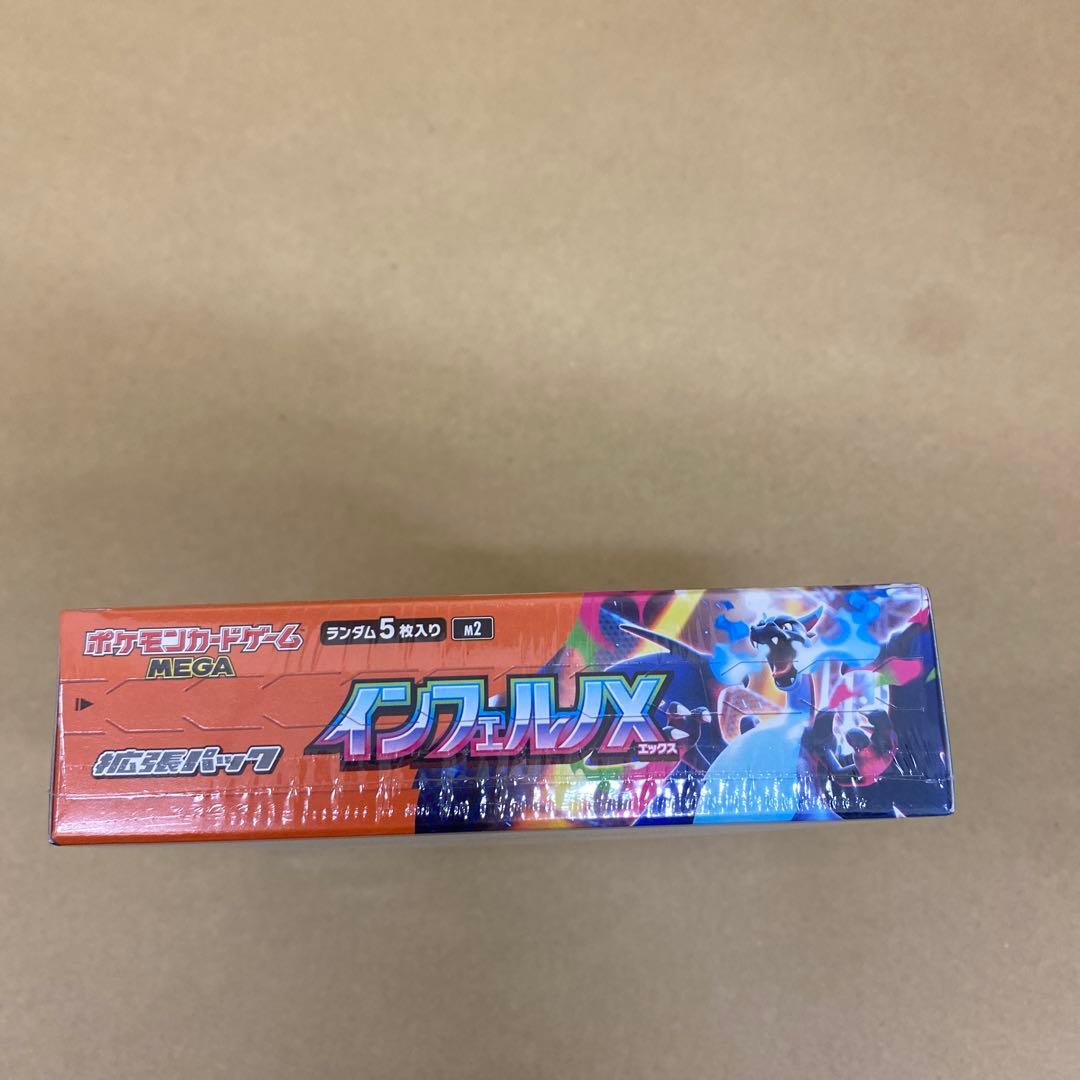 ポケモンカードゲーム
MEGA
ランダム5枚入り M2
拡張パック
インフェルノX
エックス